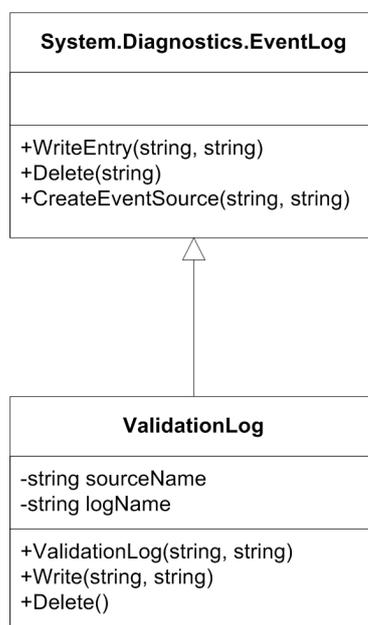 System.Diagnostics.EventLog
+WriteEntry(string, string)
+Delete(string)
+CreateEventSource(string, string)
ValidationLog
-string sourceName
-string logName
+ValidationLog(string, string)
+Write(string, string)
+Delete()